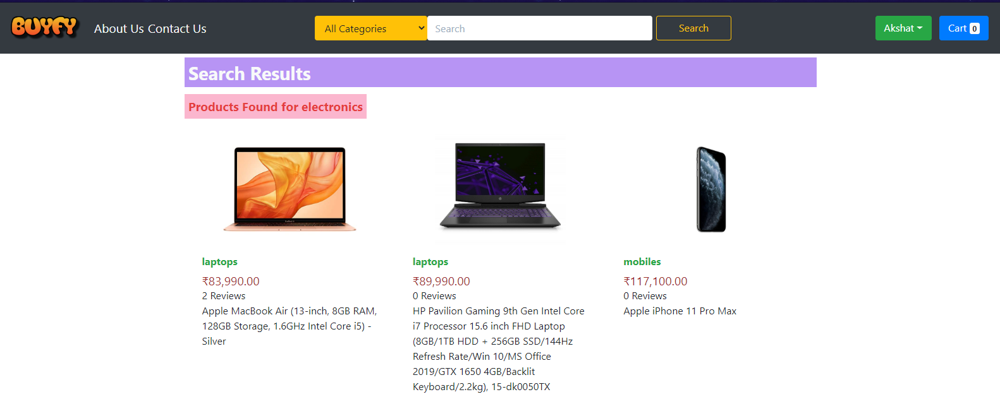 BUYFY About Us Contact Us All Categories Search Search Akshat Cart 0
Search Results
Products Found for electronics
laptops
₹83,990.00
2 Reviews
Apple MacBook Air (13-inch, 8GB RAM,
128GB Storage, 1.6GHz Intel Core i5) -
Silver
laptops
₹89,990.00
0 Reviews
HP Pavilion Gaming 9th Gen Intel Core
i7 Processor 15.6 inch FHD Laptop
(8GB/1TB HDD + 256GB SSD/144Hz
Refresh Rate/Win 10/MS Office
2019/GTX 1650 4GB/Backlit
Keyboard/2.2kg), 15-dk0050TX
mobiles
₹117,100.00
0 Reviews
Apple iPhone 11 Pro Max